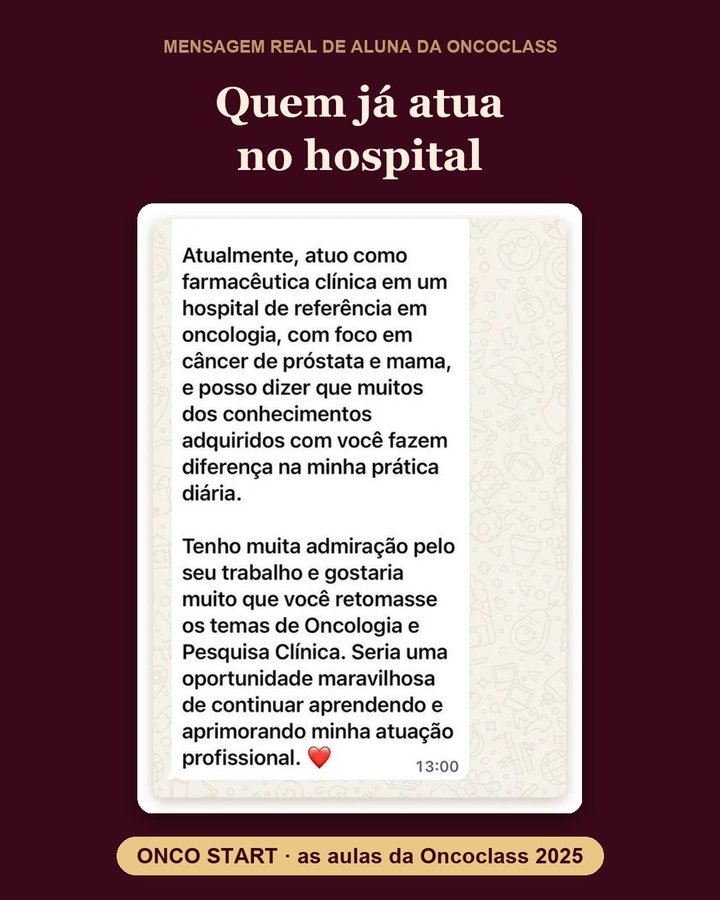 MENSAGEM REAL DE ALUNA DA ONCOCLASS
Quem já atua
no hospital
Atualmente, atuo como
farmacêutica clínica em um
hospital de referência em
oncologia, com foco em
câncer de próstata e mama,
e posso dizer que muitos
dos conhecimentos
adquiridos com você fazem
diferença na minha prática
diária.
Tenho muita admiração pelo
seu trabalho e gostaria
muito que você retomasse
os temas de Oncologia e
Pesquisa Clínica. Seria uma
oportunidade maravilhosa
de continuar aprendendo e
aprimorando minha atuação
profissional. ❤️
13:00
ONCO START · as aulas da Oncoclass 2025